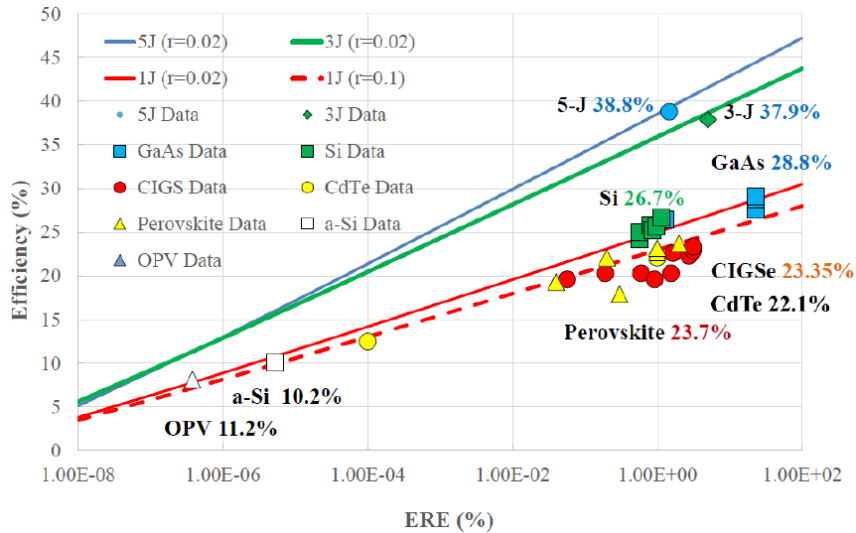 50
45
40
35
30
25
20
15
10
5
0
Efficiency (%)
5J (r=0.02)
3J (r=0.02)
1J (r=0.02)
1J (r=0.1)
5J Data
3J Data
GaAs Data
Si Data
CIGS Data
CdTe Data
Perovskite Data
a-Si Data
OPV Data
5-J 38.8%
3-J 37.9%
GaAs 28.8%
Si 26.7%
CIGSe 23.35%
CdTe 22.1%
Perovskite 23.7%
a-Si 10.2%
OPV 11.2%
1.00E-08 1.00E-06 1.00E-04 1.00E-02 1.00E+00 1.00E+02
ERE (%)